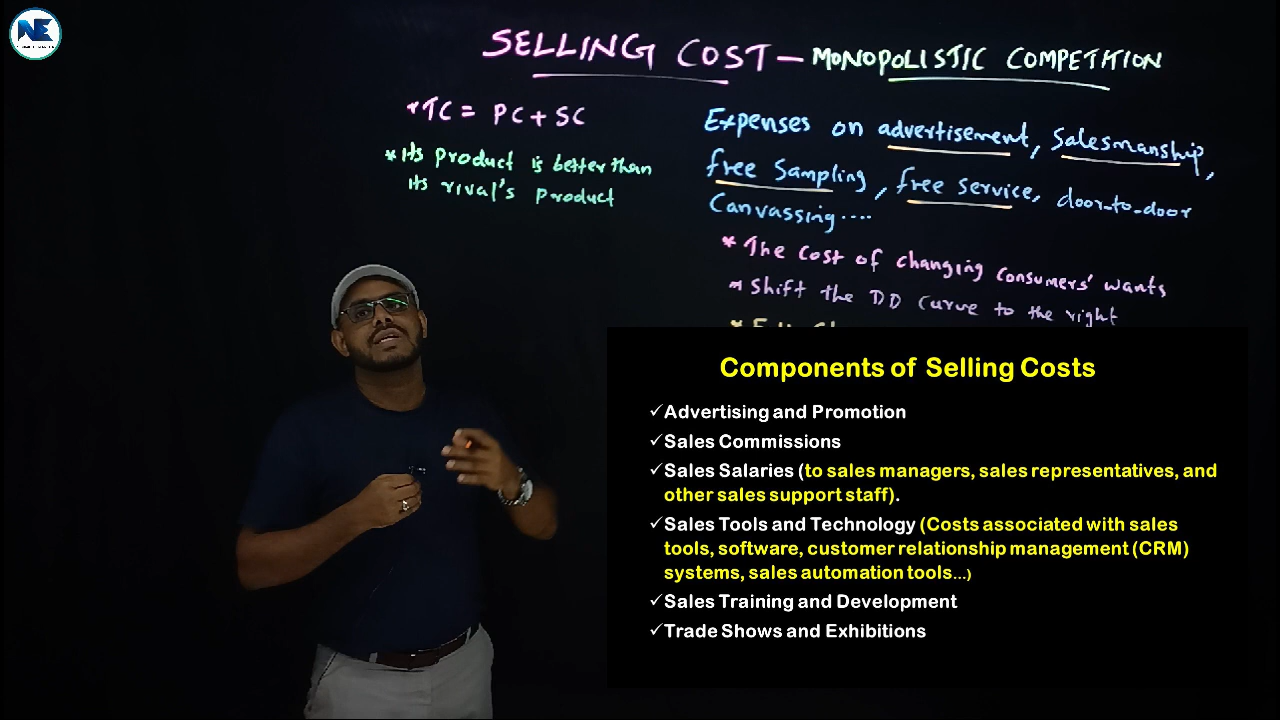 NE
SELLING COST – MONOPOLISTIC COMPETITION
*TC = PC + SC
*Its product is better than
its rival's product
Expenses on advertisement, Salesmanship,
free Sampling, free service, door-to-door
Canvassing....
* The cost of changing consumers' wants
* Shift the DD curve to the right
Components of Selling Costs
✓Advertising and Promotion
✓Sales Commissions
✓Sales Salaries (to sales managers, sales representatives, and
other sales support staff).
✓Sales Tools and Technology (Costs associated with sales
tools, software, customer relationship management (CRM)
systems, sales automation tools...)
✓Sales Training and Development
✓Trade Shows and Exhibitions